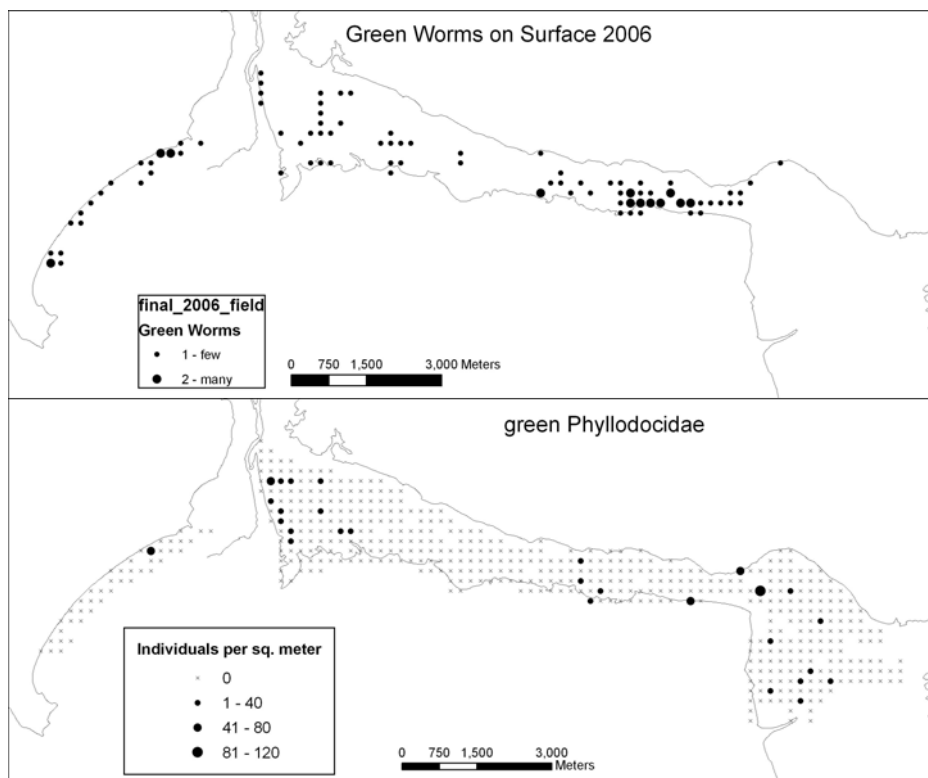 Green Worms on Surface 2006
final_2006_field
Green Worms
1 - few
2 - many
0 750 1,500 3,000 Meters
green Phyllodocidae
Individuals per sq. meter
0
1 - 40
41 - 80
81 - 120
0 750 1,500 3,000
Meters